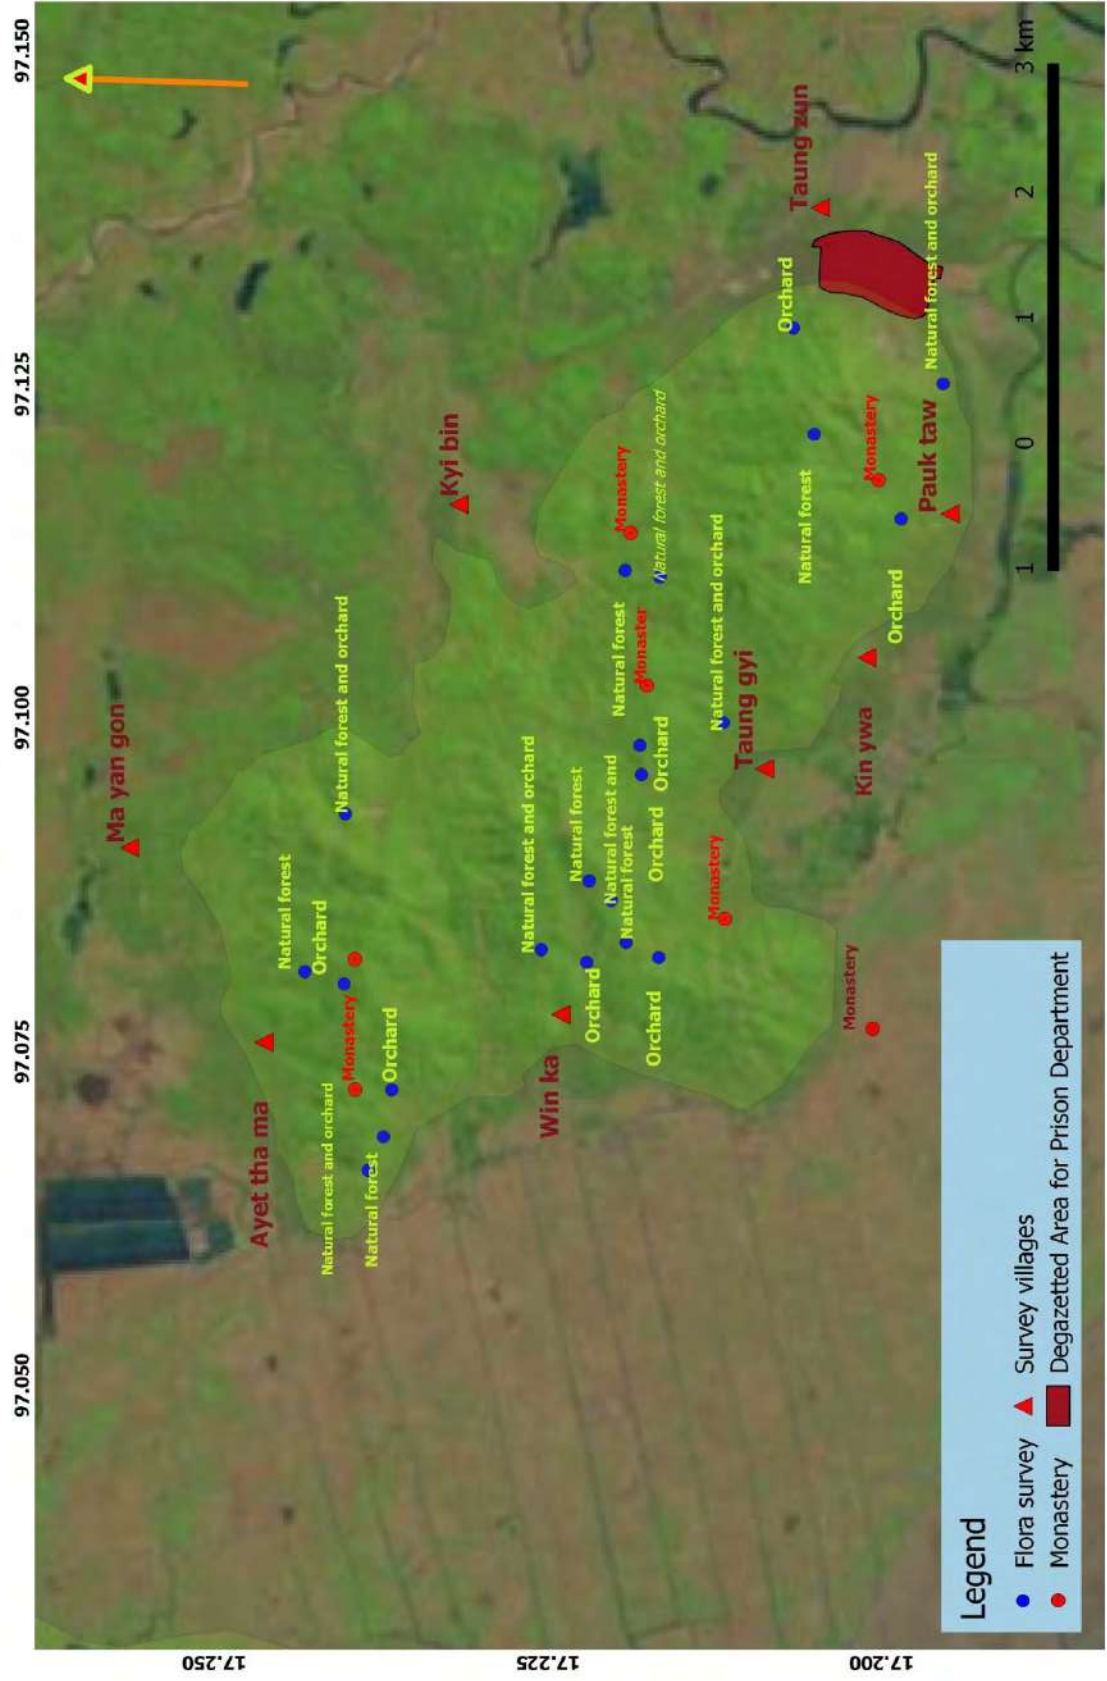 97.050
97.075
97.100
97.125
97.150
17.250
17.225
17.200
Ma yan gon
Ayet tha ma
Natural forest
Orchard
Natural forest and orchard
Natural forest and orchard
Monastery
Orchard
Natural forest
Kyi bin
Win ka
Natural forest and orchard
Natural forest
Orchard
Natural forest and
Natural forest
Orchard
Orchard
Orchard
Natural forest
Monaster
Monastery
Natural forest and orchard
Natural forest and orchard
Monastery
Taung gyi
Orchard
Taung zun
Natural forest
Monastery
Kin ywa
Monastery
Orchard
Pauk taw
Natural forest and orchard
Legend
Flora survey
Survey villages
Monastery
Degazetted Area for Prison Department
1 0 1 2 3 km